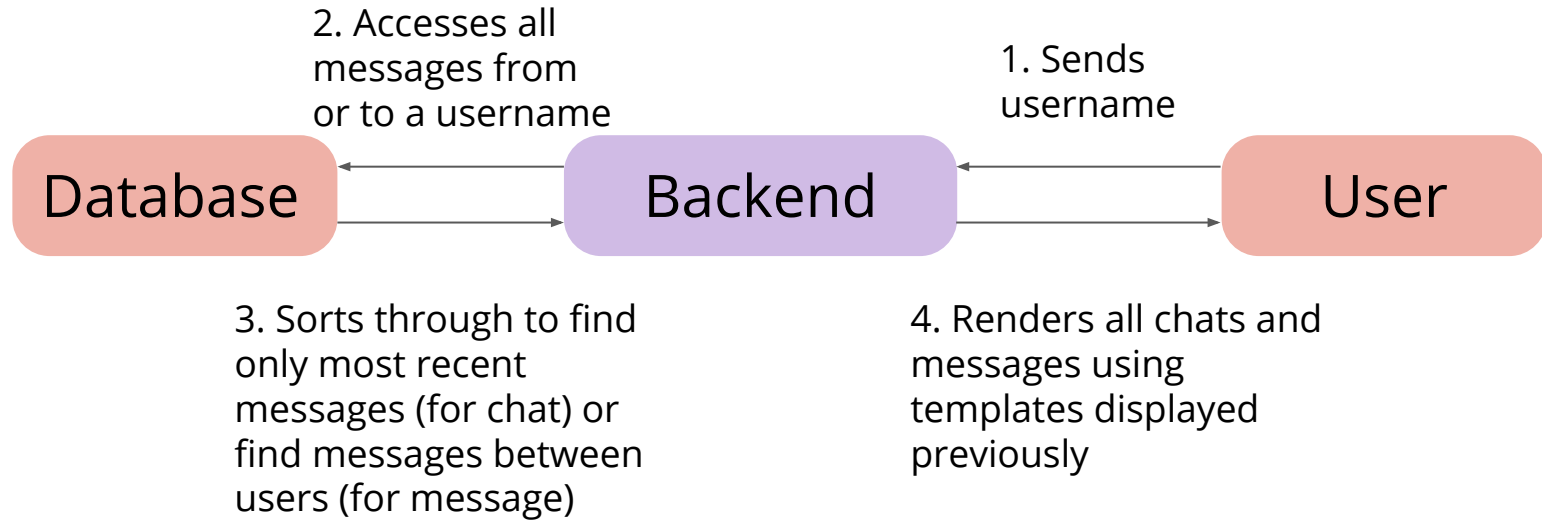 2. Accesses all
messages from
or to a username
1. Sends
username
Database
Backend
User
3. Sorts through to find
only most recent
messages (for chat) or
find messages between
users (for message)
4. Renders all chats and
messages using
templates displayed
previously